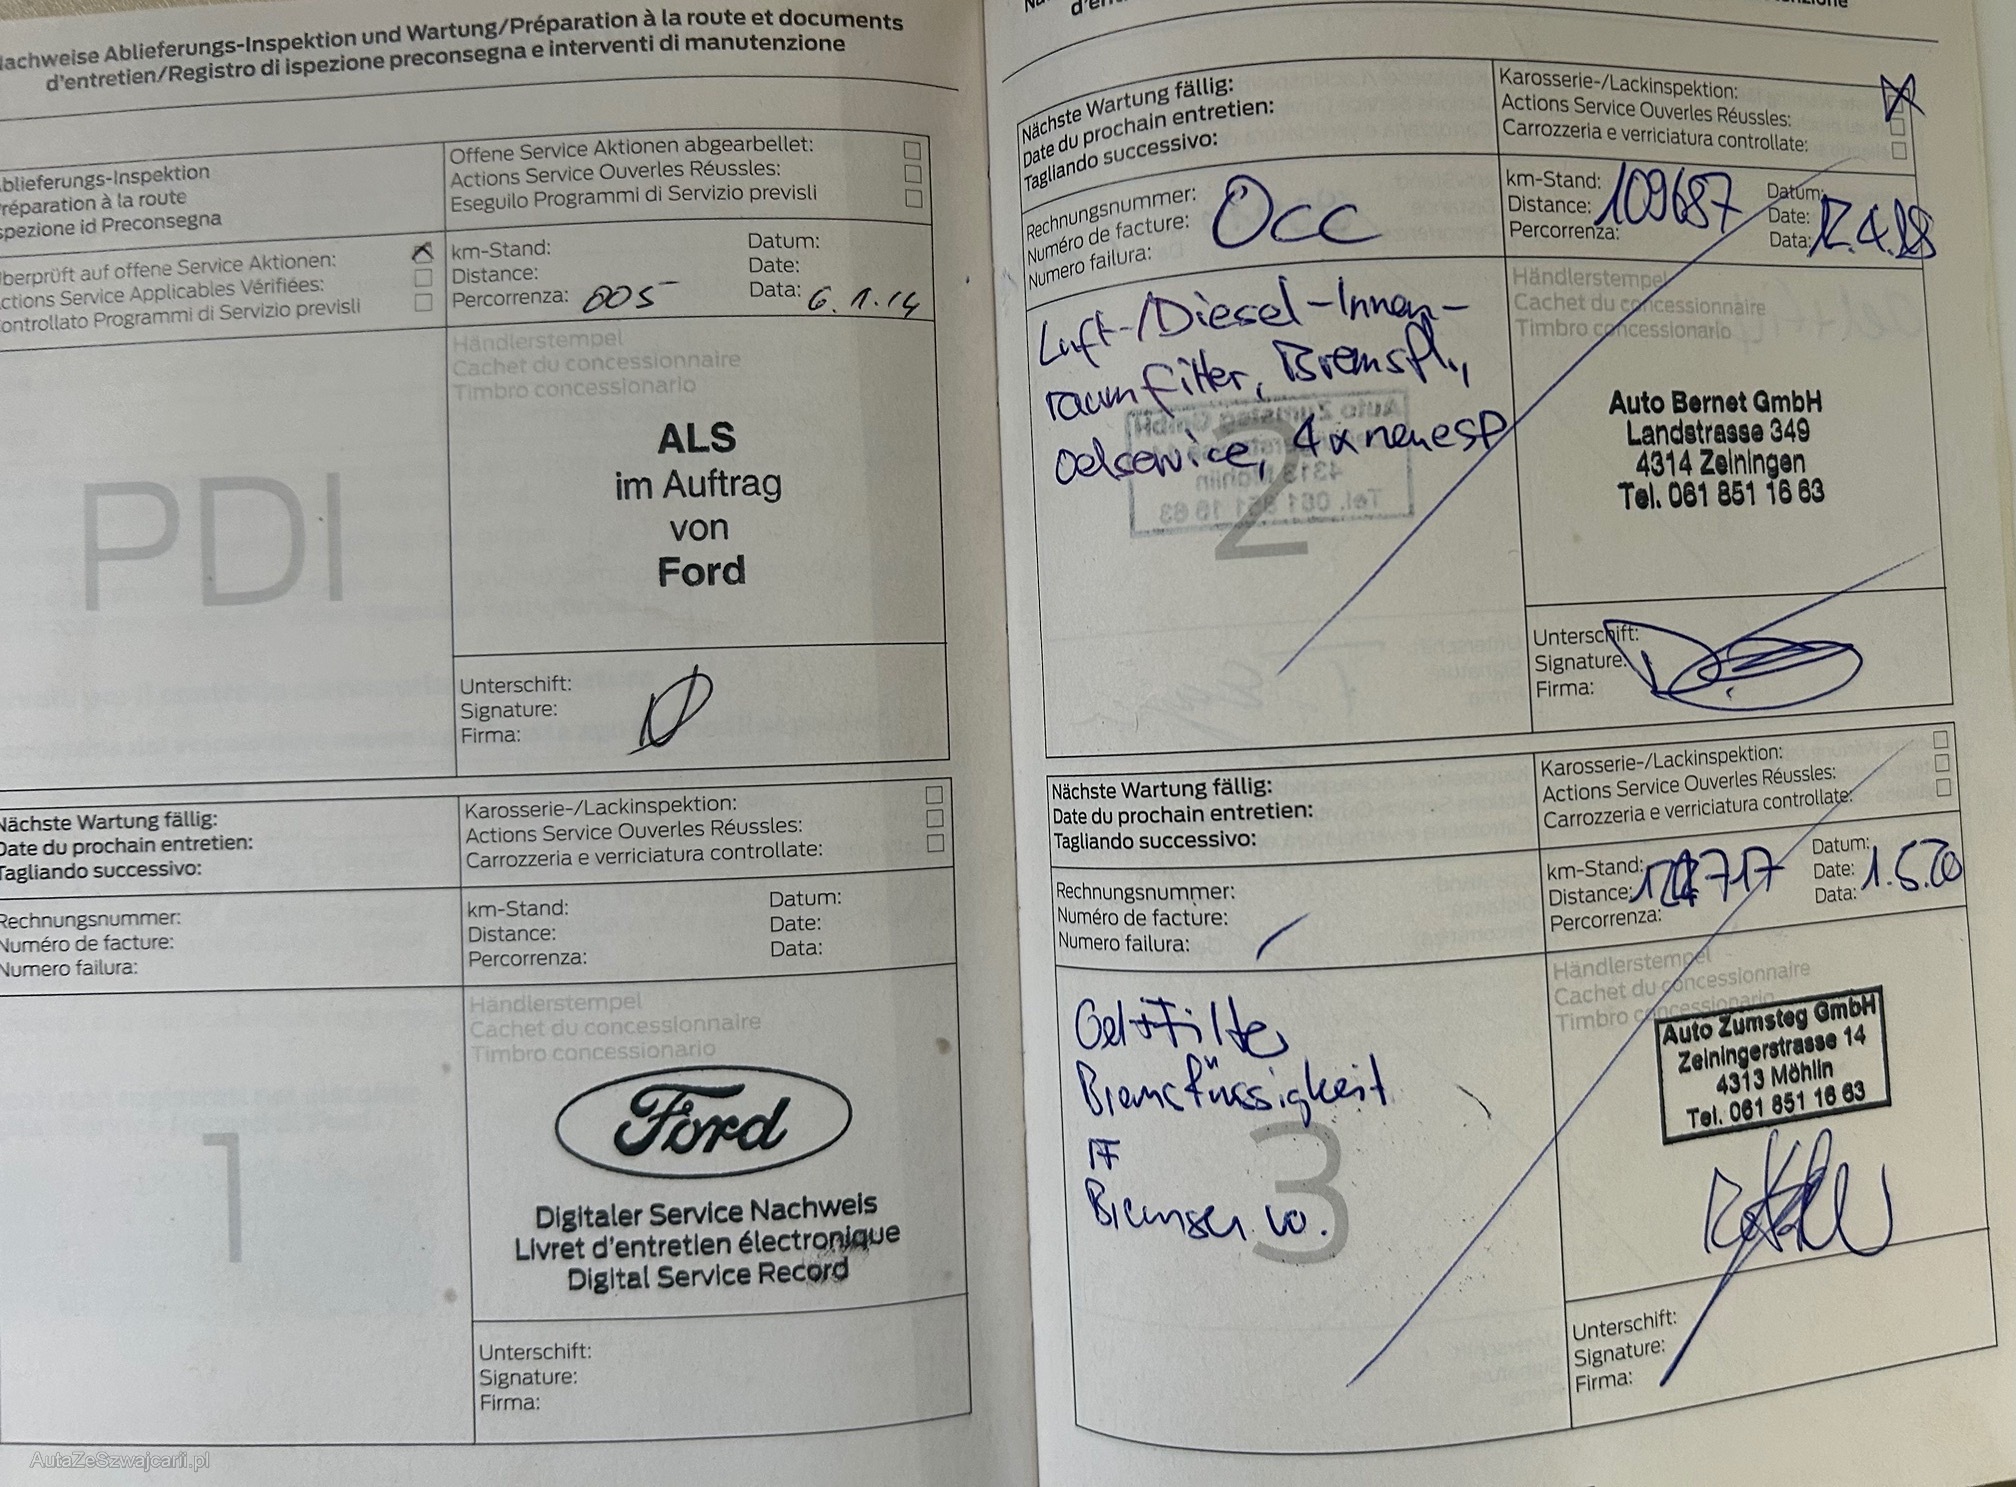 Nachweise Ablieferungs-Inspektion und Wartung/Préparation à la route et documents
d'entretien/Registro di ispezione preconsegna e interventi di manutenzione
Ablieferungs-Inspektion
Préparation à la route
Ispezione id Preconsegna
Offene Service Aktionen abgearbellet:
Actions Service Ouverles Réussles:
Eseguilo Programmi di Servizio previsli
Überprüft auf offene Service Aktionen:
Actions Service Applicables Vérifiées:
Controllato Programmi di Servizio previsli
km-Stand:
Distance:
Percorrenza: 005
Datum:
Date:
Data: 6.1.14
PDI
Händlerstempel
Cachet du concessionnaire
Timbro concessionario
ALS
im Auftrag
von
Ford
Unterschift:
Signature:
Firma:
Nächste Wartung fällig:
Date du prochain entretien:
Tagliando successivo:
Karosserie-/Lackinspektion:
Actions Service Ouverles Réussles:
Carrozzeria e verriciatura controllate:
Rechnungsnummer:
Numéro de facture:
Numero failura:
km-Stand:
Distance:
Percorrenza:
Datum:
Date:
Data:
1
Händlerstempel
Cachet du concessionnaire
Timbro concessionario
Ford
Digitaler Service Nachweis
Livret d'entretien électronique
Digital Service Record
Unterschift:
Signature:
Firma:
Nächste Wartung fällig:
Date du prochain entretien:
Tagliando successivo:
Karosserie-/Lackinspektion:
Actions Service Ouverles Réussles:
Carrozzeria e verriciatura controllate:
Rechnungsnummer:
Numéro de facture: OCC
Numero failura:
km-Stand:
Distance: 109687
Percorrenza:
Datum:
Date:
Data:
Luft-/Diesel-Innen-
raumfilter, Bremspl.,
oelservice, 4x neue SP
2
Händlerstempel
Cachet du concessionnaire
Timbro concessionario
Auto Bernet GmbH
Landstrasse 349
4314 Zeiningen
Tel. 061 851 16 63
Unterschift:
Signature:
Firma:
Nächste Wartung fällig:
Date du prochain entretien:
Tagliando successivo:
Karosserie-/Lackinspektion:
Actions Service Ouverles Réussles:
Carrozzeria e verriciatura controllate:
Rechnungsnummer:
Numéro de facture:
Numero failura:
km-Stand:
Distance:
Percorrenza:
Datum:
Date:
Data: 1.5.20
Oel+Filter
Bremsflüssigkeit
Bremsen vo.
3
Händlerstempel
Cachet du concessionnaire
Timbro concessionario
Auto Zumsteg GmbH
Zeiningerstrasse 14
4313 Möhlin
Tel. 061 851 16 63
Unterschift:
Signature:
Firma:
AutaZeSzwajcarii.pl